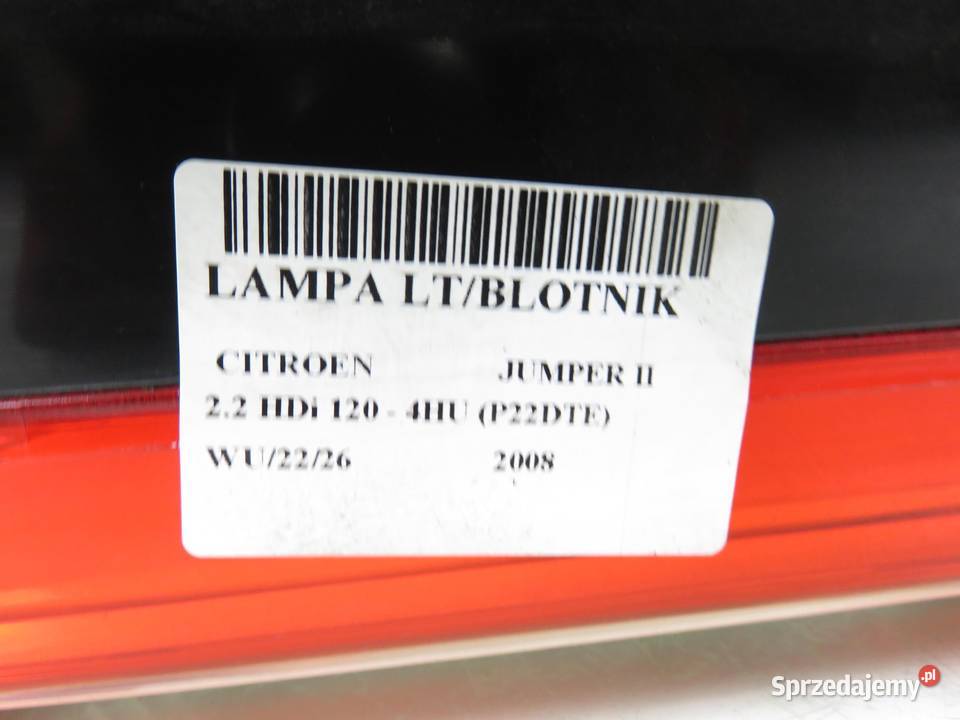 LAMPA LT/BLOTNIK
CITROEN JUMPER II
2.2 HDi 120 - 4HU (P22DTE)
WU/22/26 2008
Sprzedajemy.pl